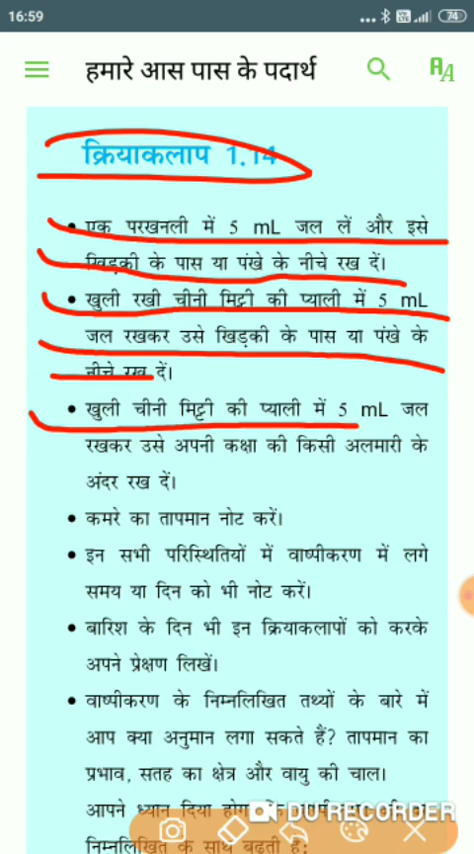 16:59
74
हमारे आस पास के पदार्थ
AA
क्रियाकलाप 1.14
• एक परखनली में 5 mL जल लें और इसे
खिड़की के पास या पंखे के नीचे रख दें।
• खुली रखी चीनी मिट्टी की प्याली में 5 mL
जल रखकर उसे खिड़की के पास या पंखे के
नीचे रख दें।
• खुली चीनी मिट्टी की प्याली में 5 mL जल
रखकर उसे अपनी कक्षा की किसी अलमारी के
अंदर रख दें।
• कमरे का तापमान नोट करें।
• इन सभी परिस्थितियों में वाष्पीकरण में लगे
समय या दिन को भी नोट करें।
• बारिश के दिन भी इन क्रियाकलापों को करके
अपने प्रेक्षण लिखें।
• वाष्पीकरण के निम्नलिखित तथ्यों के बारे में
आप क्या अनुमान लगा सकते हैं? तापमान का
प्रभाव, सतह का क्षेत्र और वायु की चाल।
आपने ध्यान दिया होगा
DU RECORDER
निम्नलिखित के साथ बढ़ती है: